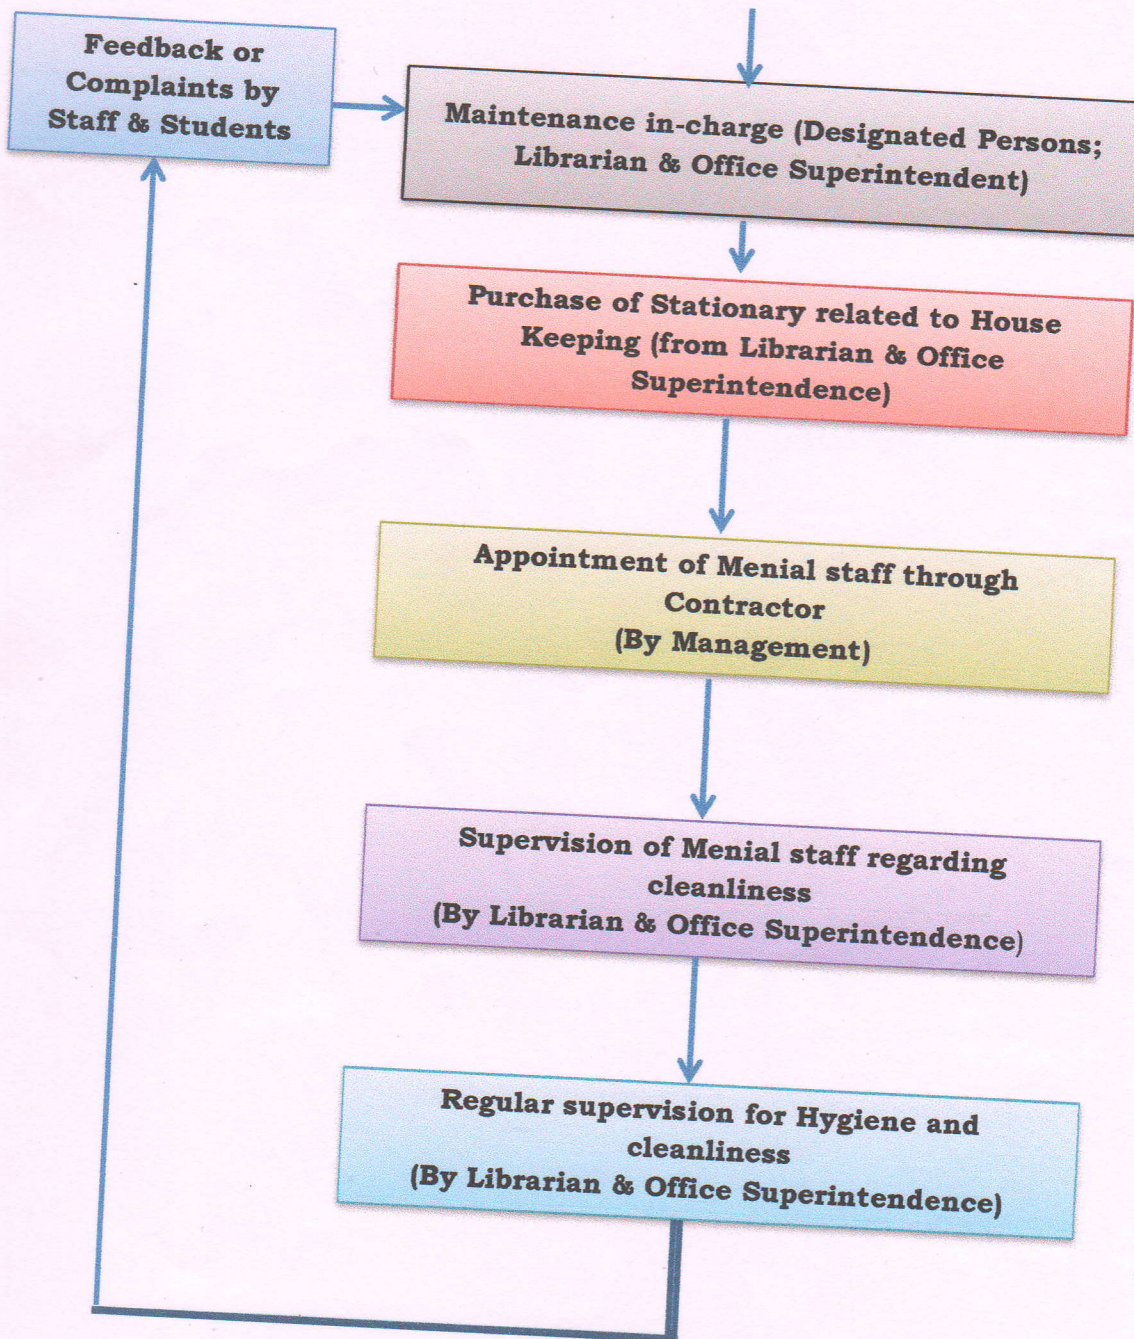 Feedback or
Complaints by
Staff & Students
Maintenance in-charge (Designated Persons;
Librarian & Office Superintendent)
Purchase of Stationary related to House
Keeping (from Librarian & Office
Superintendence)
Appointment of Menial staff through
Contractor
(By Management)
Supervision of Menial staff regarding
cleanliness
(By Librarian & Office Superintendence)
Regular supervision for Hygiene and
cleanliness
(By Librarian & Office Superintendence)